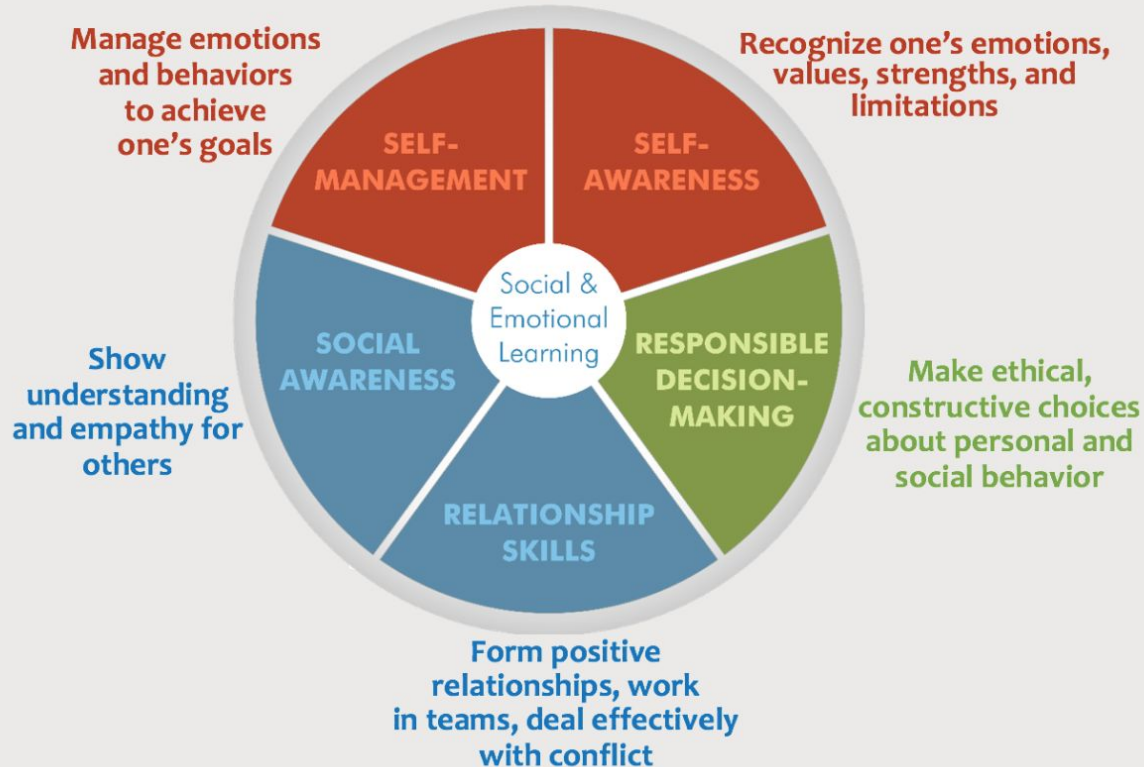 Manage emotions
and behaviors
to achieve
one's goals
Recognize one's emotions,
values, strengths, and
limitations
SELF-
MANAGEMENT
SELF-
AWARENESS
Social &
Emotional
Learning
SOCIAL
AWARENESS
RESPONSIBLE
DECISION-
MAKING
Show
understanding
and empathy for
others
Make ethical,
constructive choices
about personal and
social behavior
RELATIONSHIP
SKILLS
Form positive
relationships, work
in teams, deal effectively
with conflict